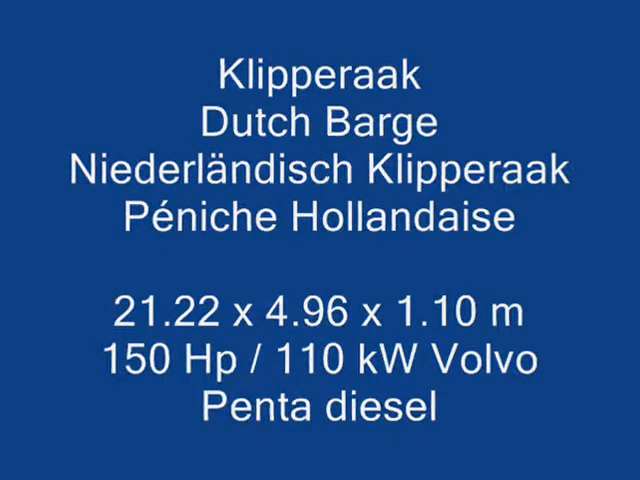 Klipperaak
Dutch Barge
Niederländisch Klipperaak
Péniche Hollandaise
21.22 x 4.96 x 1.10 m
150 Hp / 110 kW Volvo
Penta diesel